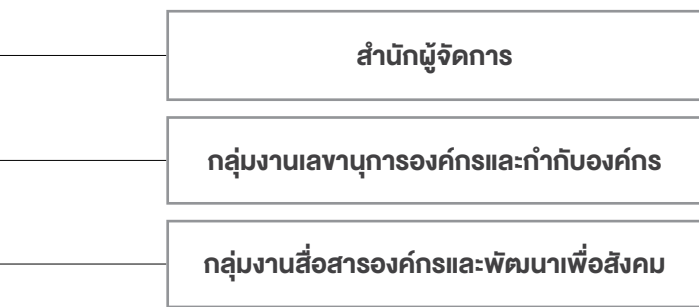 สำนักผู้จัดการ
กลุ่มงานเลขานุการองค์กรและกำกับองค์กร
กลุ่มงานสื่อสารองค์กรและพัฒนาเพื่อสังคม